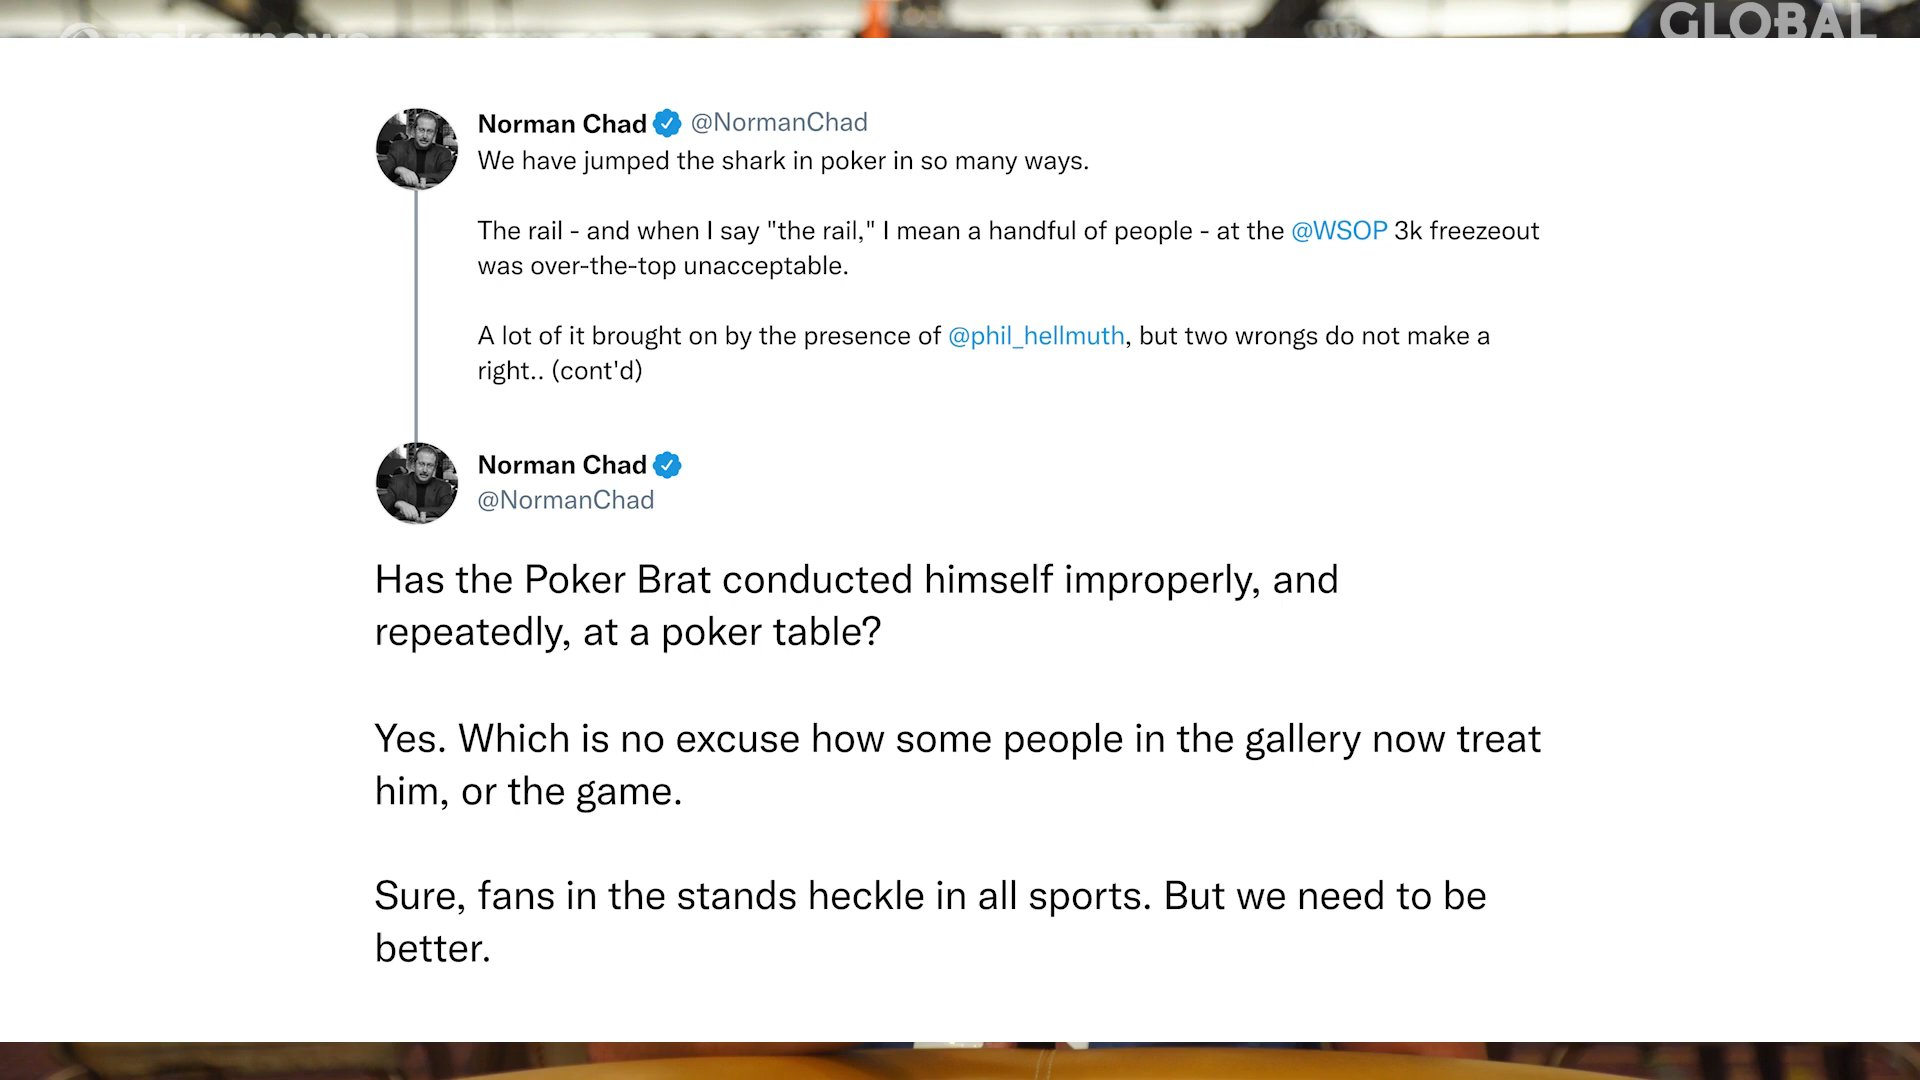 GLOBAL
Norman Chad @NormanChad
We have jumped the shark in poker in so many ways.
The rail - and when I say "the rail," I mean a handful of people - at the @WSOP 3k freezeout
was over-the-top unacceptable.
A lot of it brought on by the presence of @phil_hellmuth, but two wrongs do not make a
right.. (cont'd)
Norman Chad
@NormanChad
Has the Poker Brat conducted himself improperly, and
repeatedly, at a poker table?
Yes. Which is no excuse how some people in the gallery now treat
him, or the game.
Sure, fans in the stands heckle in all sports. But we need to be
better.